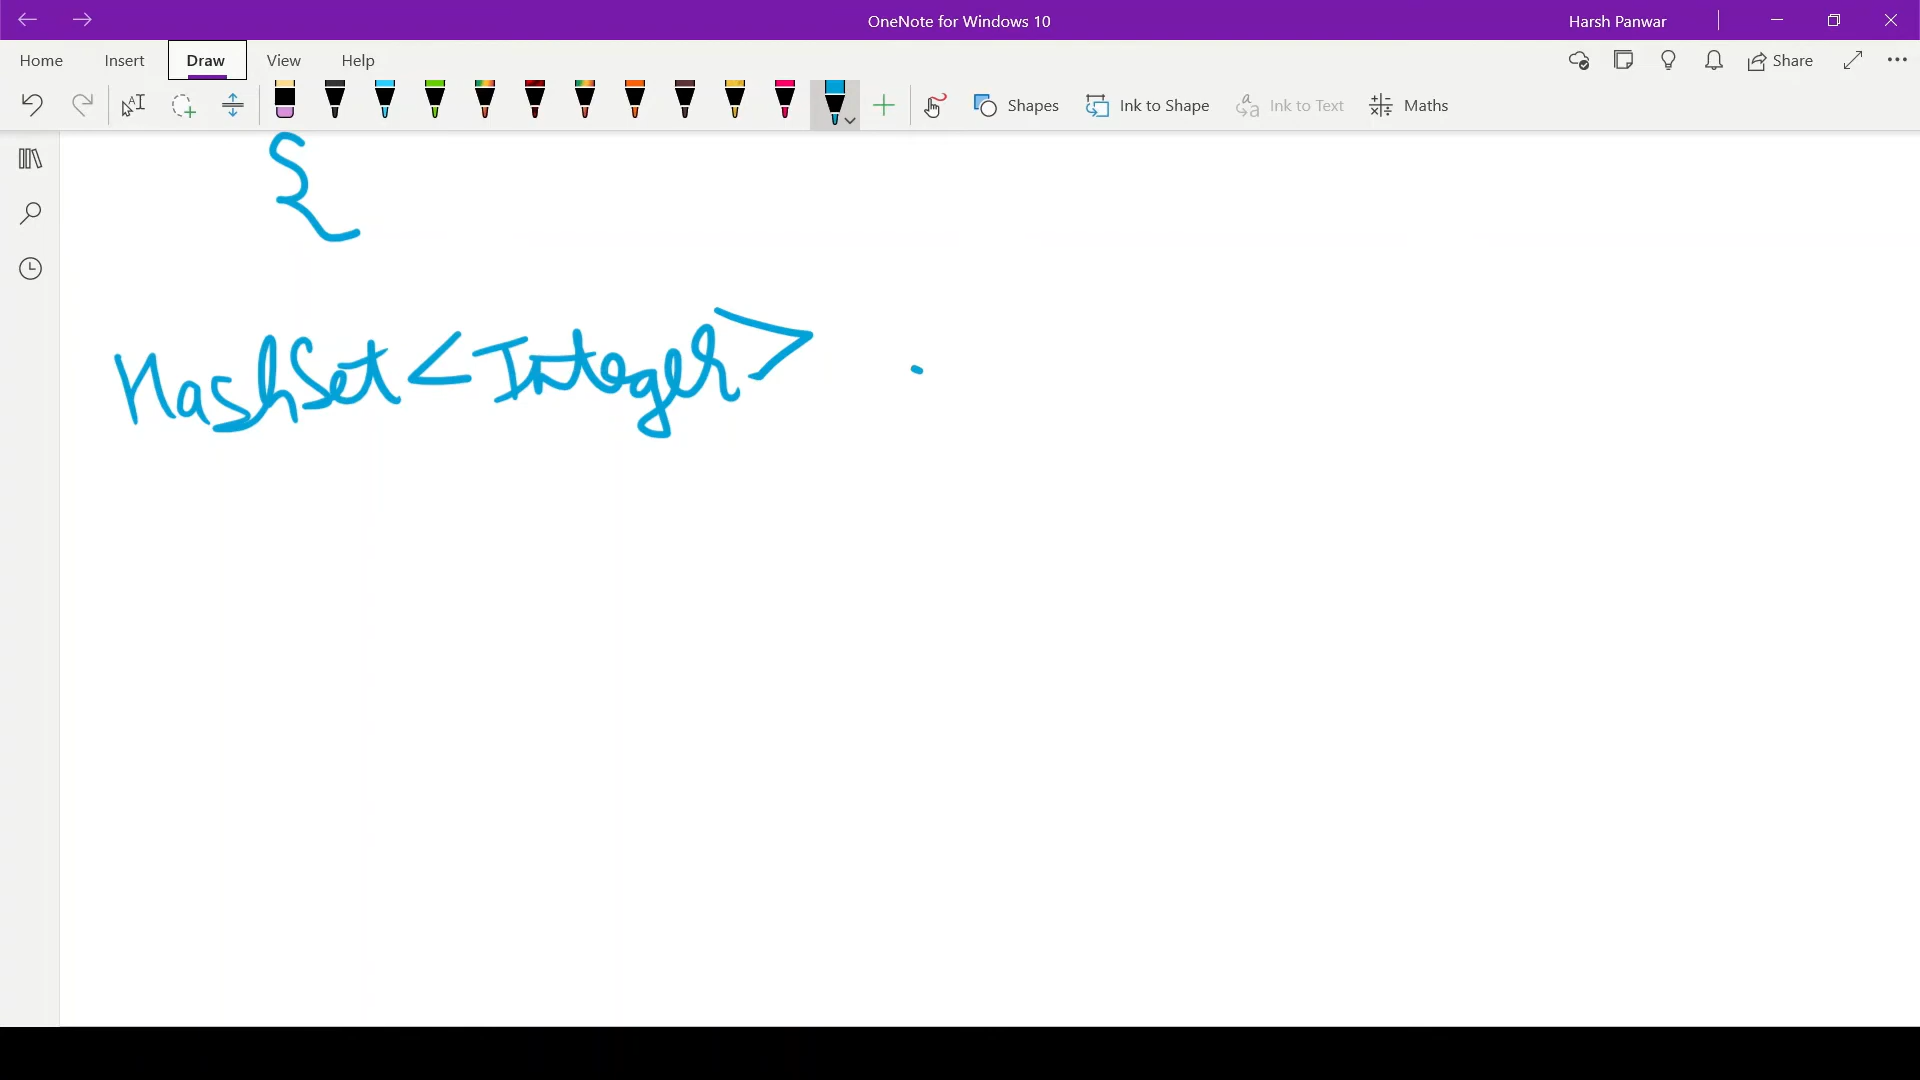 OneNote for Windows 10
Harsh Panwar
Home Insert Draw View Help Share
Shapes Ink to Shape Ink to Text Maths
{
HashSet<Integer> .